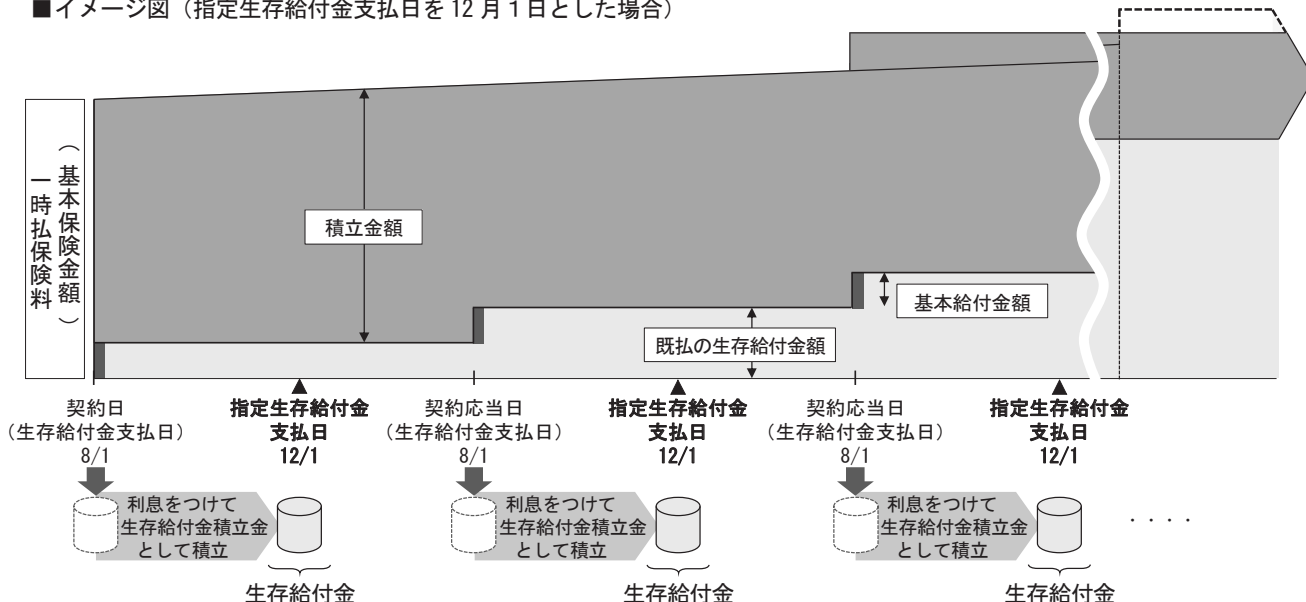 ■イメージ図（指定生存給付金支払日を12月１日とした場合）
一時払保険料
（基本保険金額）
積立金額
基本給付金額
既払の生存給付金額
契約日
（生存給付金支払日）
8/1
指定生存給付金
支払日
12/1
契約応当日
（生存給付金支払日）
8/1
指定生存給付金
支払日
12/1
契約応当日
（生存給付金支払日）
8/1
指定生存給付金
支払日
12/1
利息をつけて
生存給付金積立金
として積立
利息をつけて
生存給付金積立金
として積立
利息をつけて
生存給付金積立金
として積立
・・・・
生存給付金
生存給付金
生存給付金